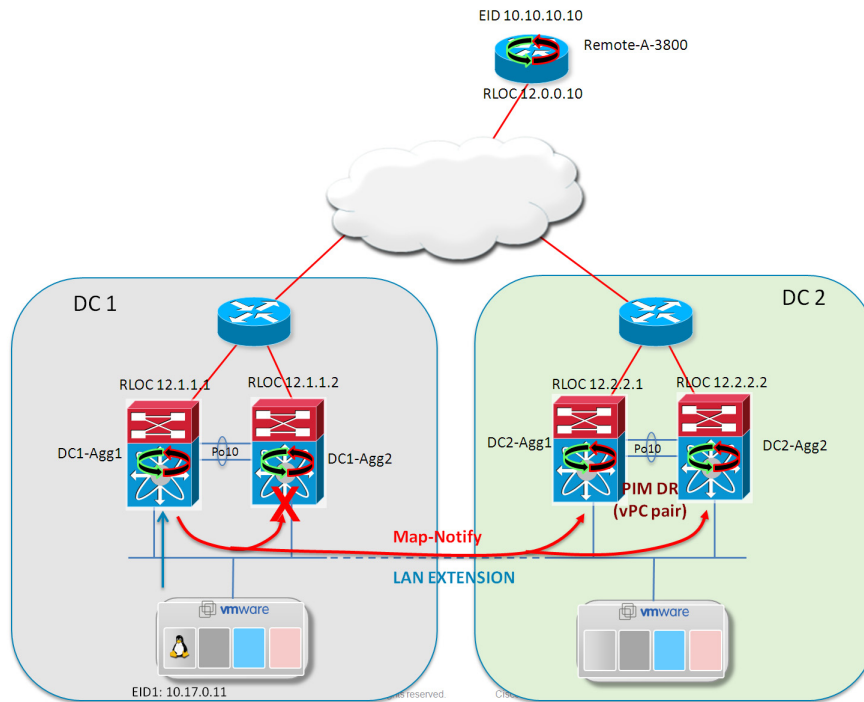 EID 10.10.10.10
Remote-A-3800
RLOC 12.0.0.10
DC 1
DC 2
RLOC 12.1.1.1
RLOC 12.1.1.2
RLOC 12.2.2.1
RLOC 12.2.2.2
DC1-Agg1
Po10
DC1-Agg2
DC2-Agg1
Po10
DC2-Agg2
X
PIM DR
(vPC pair)
Map-Notify
LAN EXTENSION
vmware
vmware
EID1: 10.17.0.11
reserved.